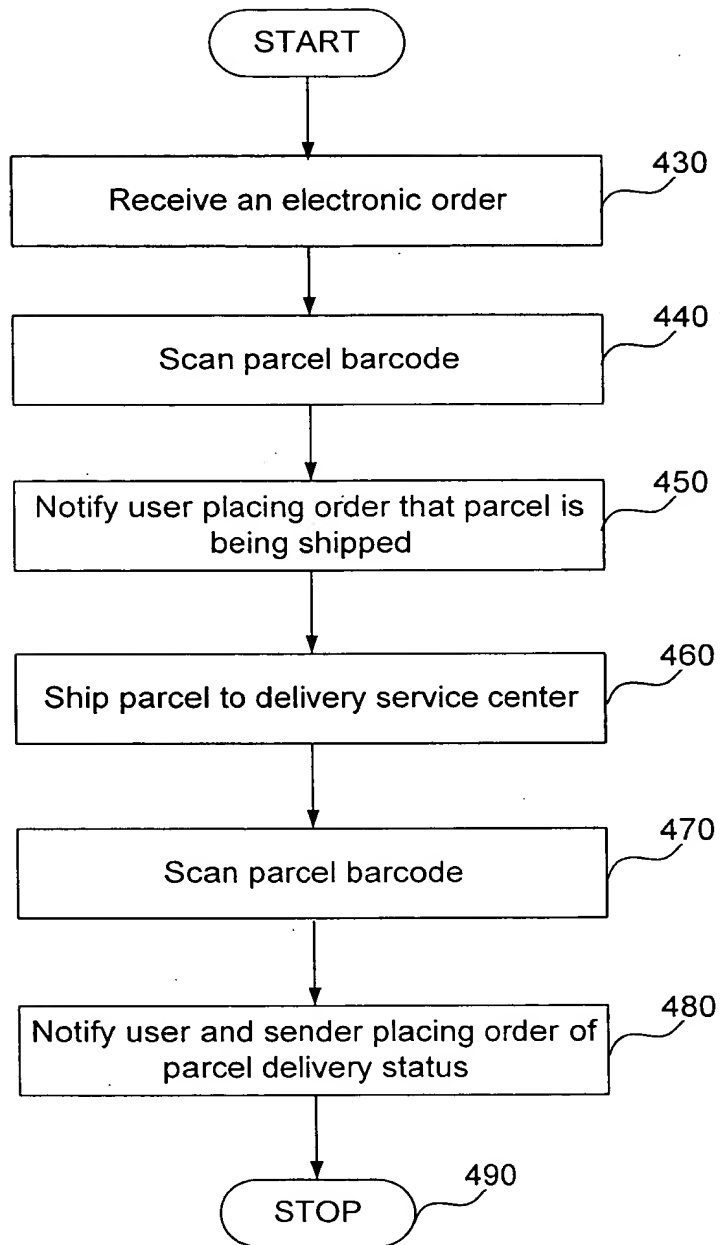 START
Receive an electronic order
430
Scan parcel barcode
440
Notify user placing order that parcel is
being shipped
450
Ship parcel to delivery service center
460
Scan parcel barcode
470
Notify user and sender placing order of
parcel delivery status
480
STOP
490